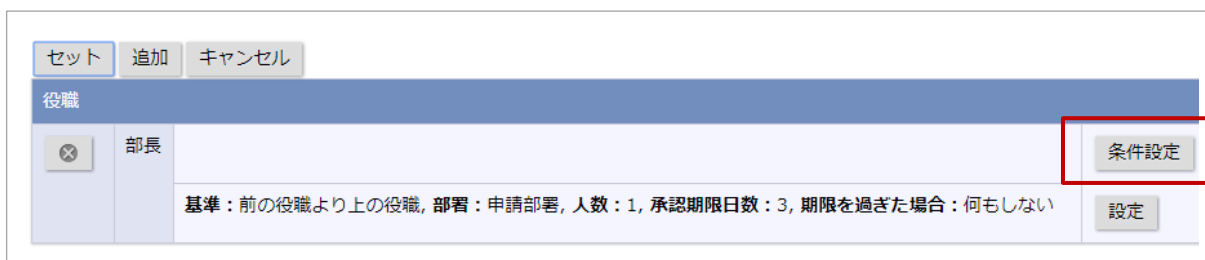 セット 追加 キャンセル
役職
部長 条件設定
基準：前の役職より上の役職, 部署：申請部署, 人数：1, 承認期限日数：3, 期限を過ぎた場合：何もしない 設定